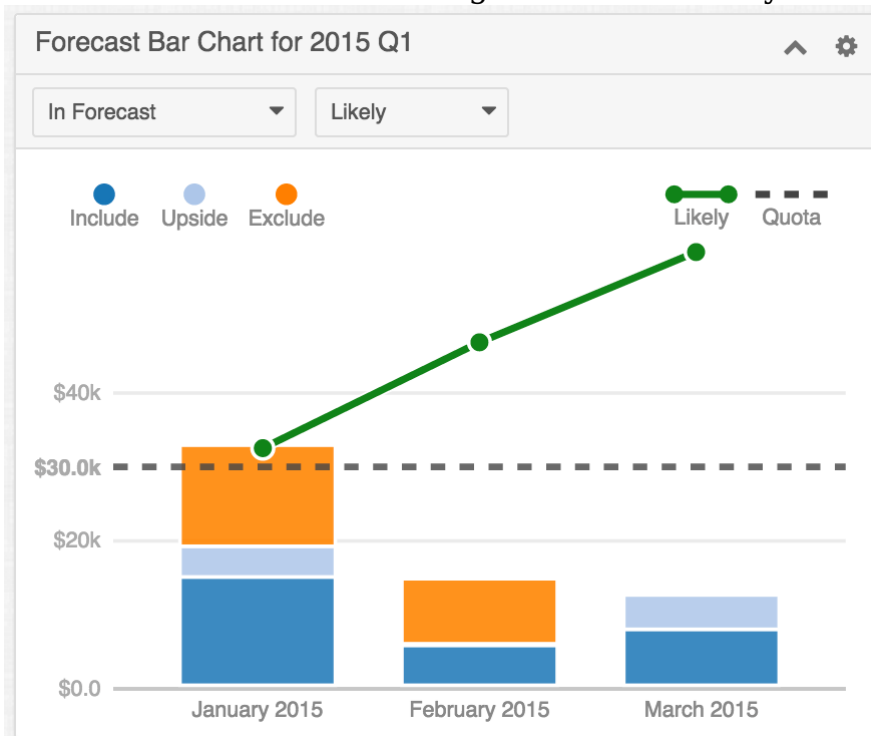 Forecast Bar Chart for 2015 Q1
In Forecast
Likely
Include Upside Exclude
Likely Quota
$40k
$30.0k
$20k
$0.0
January 2015 February 2015 March 2015